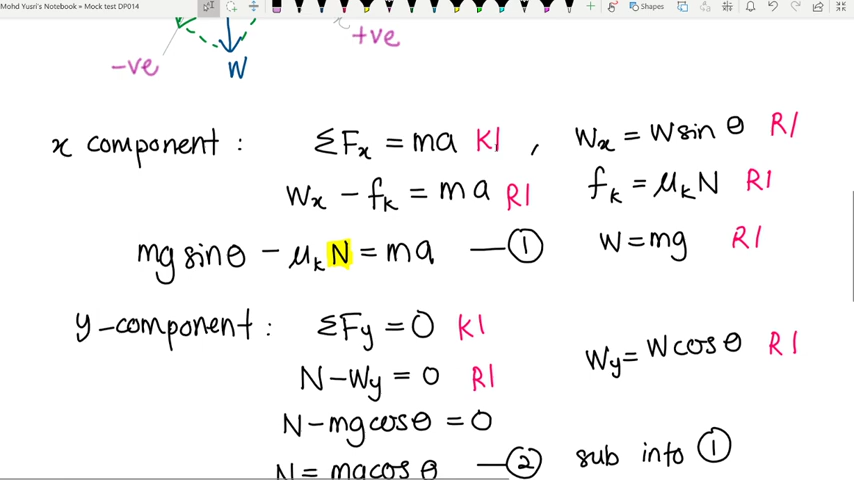 Mohd Yusri's Notebook » Mock test DP014
Shapes
+ve
-ve
W
x component : ΣFx = ma K1 , Wx = W sin θ R1
Wx - fk = ma R1 fk = μk N R1
mg sin θ - μk N = ma — ① W = mg R1
y-component : ΣFy = 0 K1
Wy = W cos θ R1
N - Wy = 0 R1
N - mg cos θ = 0
N = mg cos θ — ② sub into ①